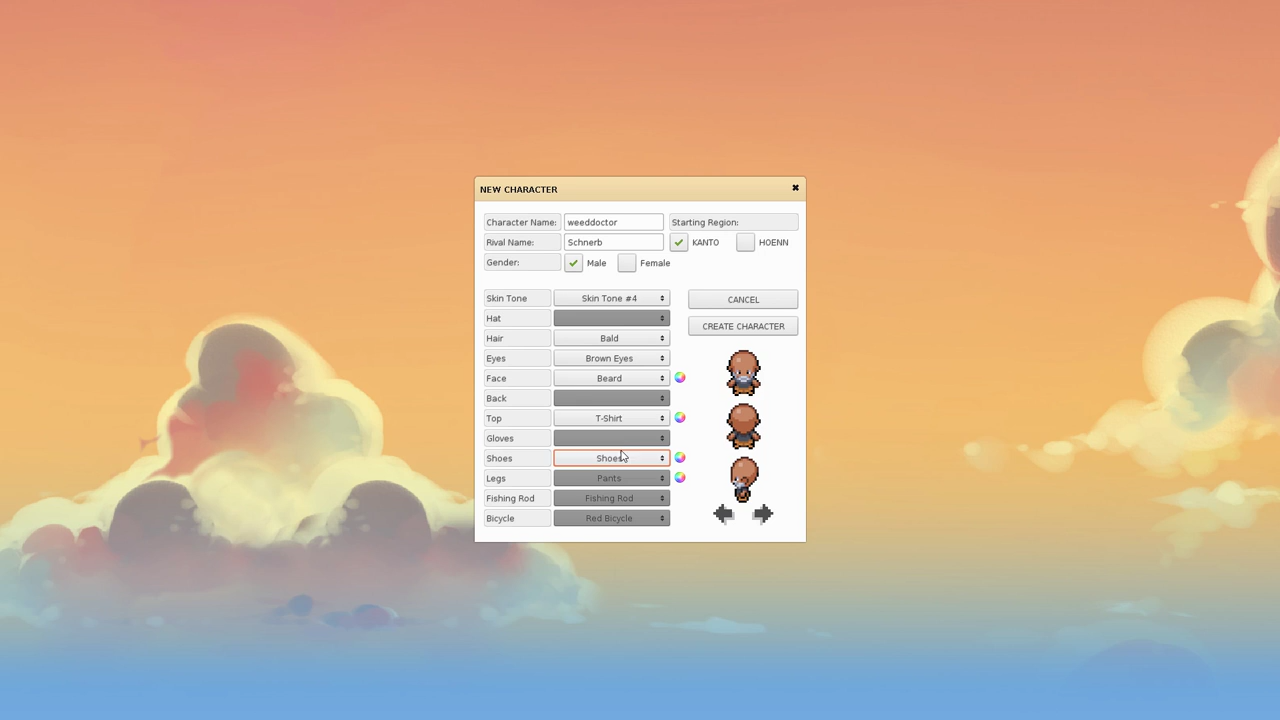 NEW CHARACTER
Character Name: weeddoctor Starting Region:
Rival Name: Schnerb KANTO HOENN
Gender: Male Female
Skin Tone Skin Tone #4 CANCEL
Hat
CREATE CHARACTER
Hair Bald
Eyes Brown Eyes
Face Beard
Back
Top T-Shirt
Gloves
Shoes Shoes
Legs Pants
Fishing Rod Fishing Rod
Bicycle Red Bicycle